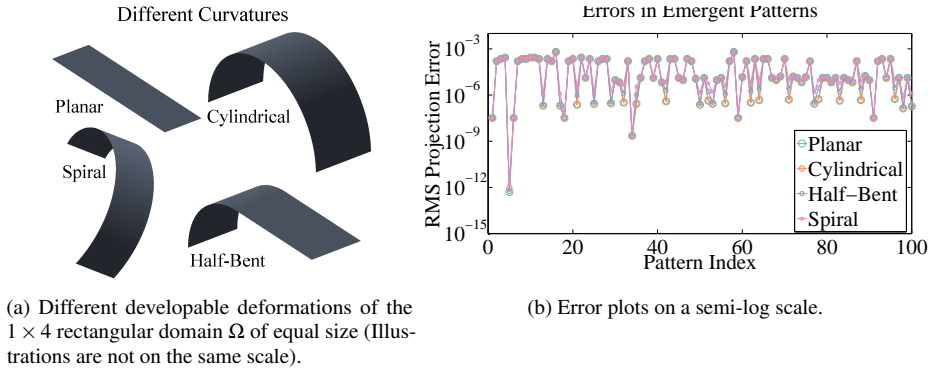 Different Curvatures
Planar
Cylindrical
Spiral
Half-Bent
(a) Different developable deformations of the
1 × 4 rectangular domain Ω of equal size (Illus-
trations are not on the same scale).
Errors in Emergent Patterns
RMS Projection Error
10⁻³
10⁻⁶
10⁻⁹
10⁻¹²
10⁻¹⁵
0 20 40 60 80 100
Pattern Index
Planar
Cylindrical
Half−Bent
Spiral
(b) Error plots on a semi-log scale.